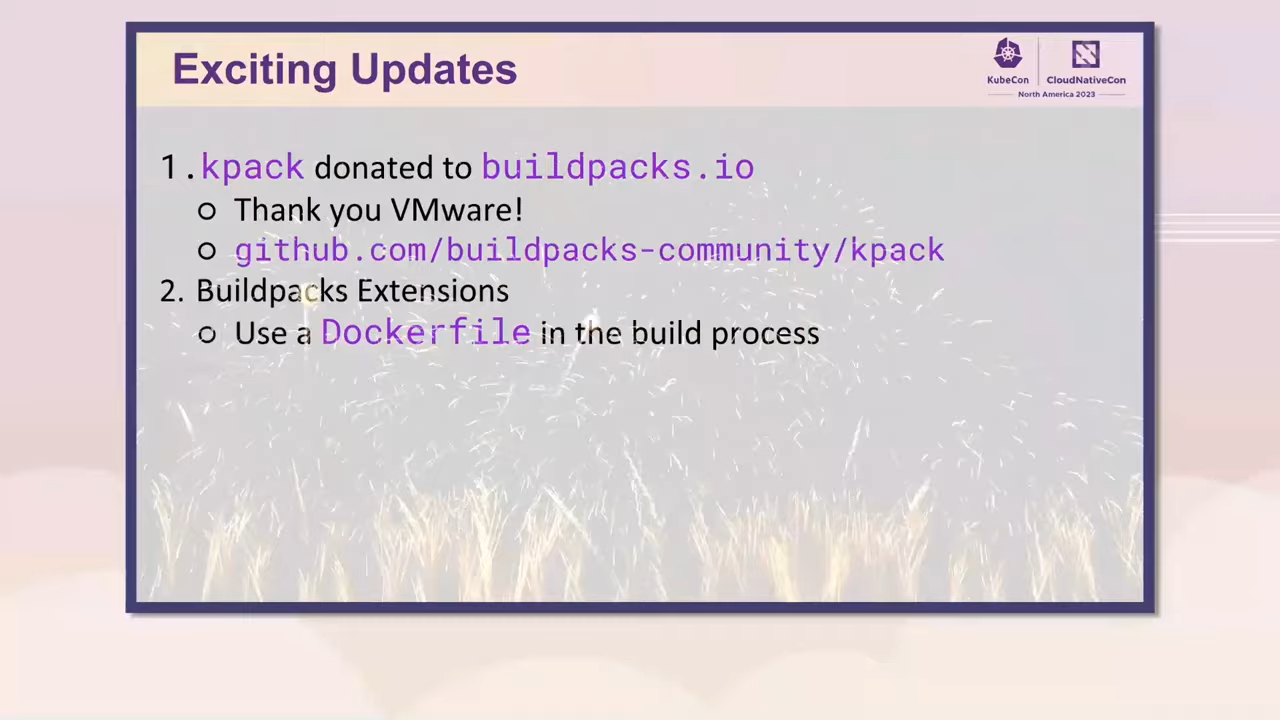 Exciting Updates
KubeCon
CloudNativeCon
North America 2023
1. kpack donated to buildpacks.io
○ Thank you VMware!
○ github.com/buildpacks-community/kpack
2. Buildpacks Extensions
○ Use a Dockerfile in the build process